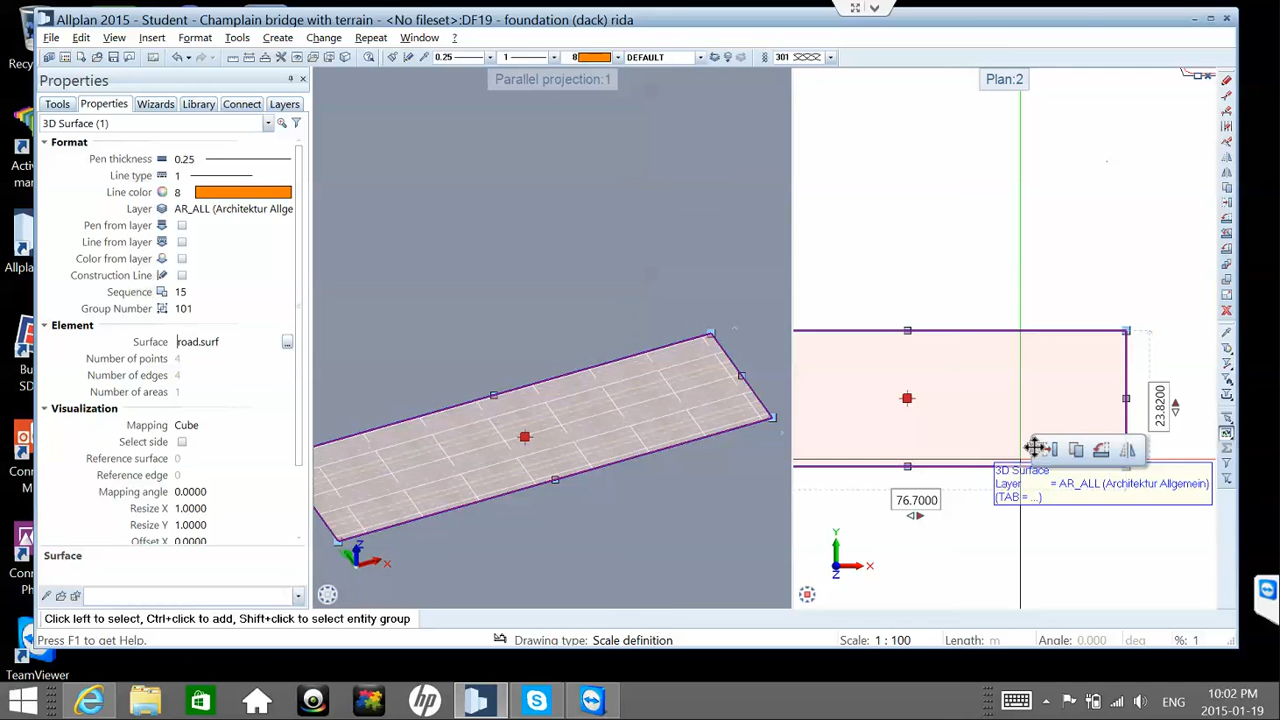 Allplan 2015 - Student - Champlain bridge with terrain - <No fileset>:DF19 - foundation (dack) rida
File Edit View Insert Format Tools Create Change Repeat Window ?
0.25 1 8 DEFAULT 301
Properties
Tools Properties Wizards Library Connect Layers
3D Surface (1)
Format
Pen thickness 0.25
Line type 1
Line color 8
Layer AR_ALL (Architektur Allge
Pen from layer
Line from layer
Color from layer
Construction Line
Sequence 15
Group Number 101
Element
Surface road.surf
Number of points 4
Number of edges 4
Number of areas 1
Visualization
Mapping Cube
Select side
Reference surface 0
Reference edge 0
Mapping angle 0.0000
Resize X 1.0000
Resize Y 1.0000
Offset X 0.0000
Surface
Parallel projection:1
Z
X
Plan:2
23.8200
3D Surface
Layer = AR_ALL (Architektur Allgemein)
(TAB = ...)
76.7000
Y
X
Z
Click left to select, Ctrl+click to add, Shift+click to select entity group
Press F1 to get Help.
Drawing type: Scale definition
Scale: 1 : 100 Length: m Angle: 0.000 deg %: 1
Recy
Acti
mar
Allpla
SD
Con
Con
Ph
TeamViewer
hp
ENG
10:02 PM
2015-01-19